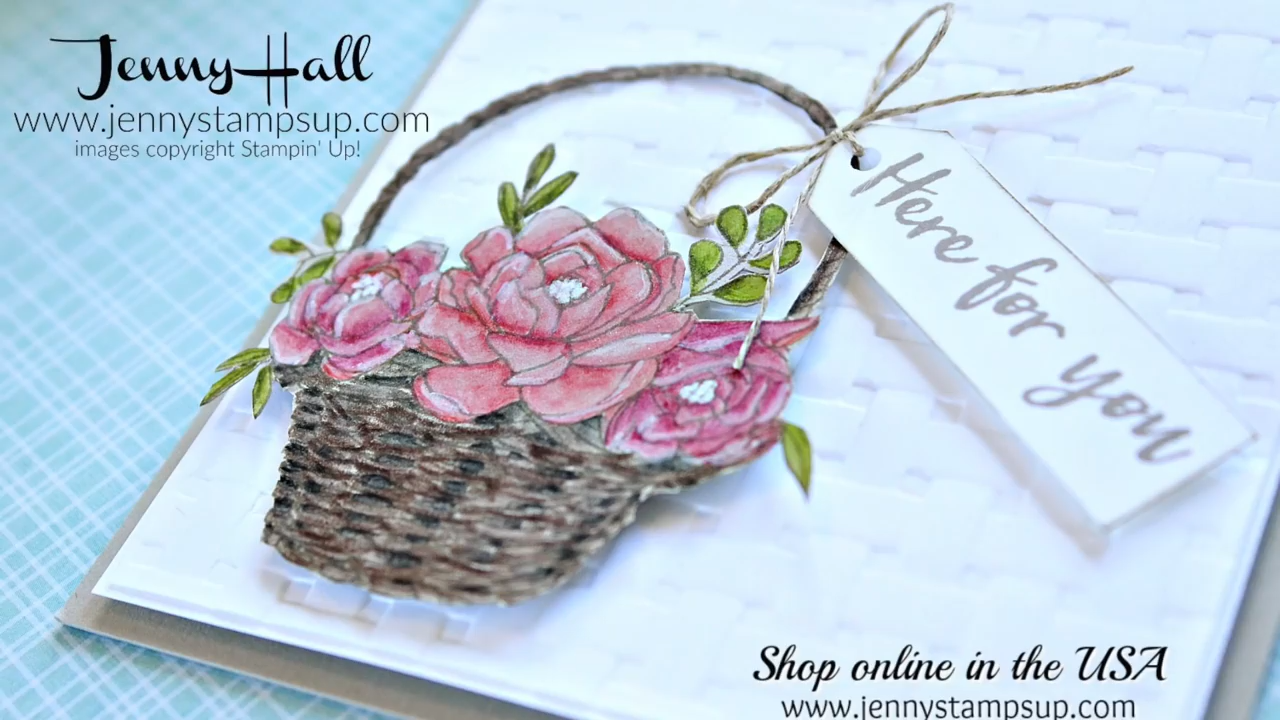 Jenny Hall
www.jennystampsup.com
images copyright Stampin' Up!
Here for you
Shop online in the USA
www.jennystampsup.com